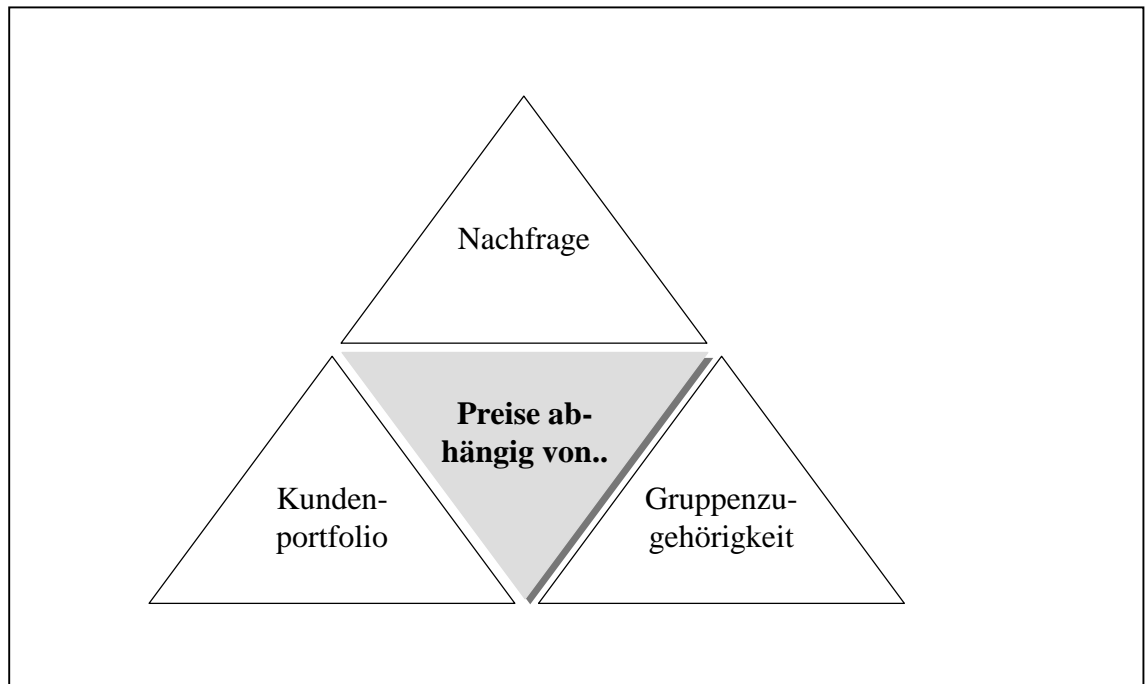 Nachfrage
Preise ab-
hängig von..
Kunden-
portfolio
Gruppenzu-
gehörigkeit